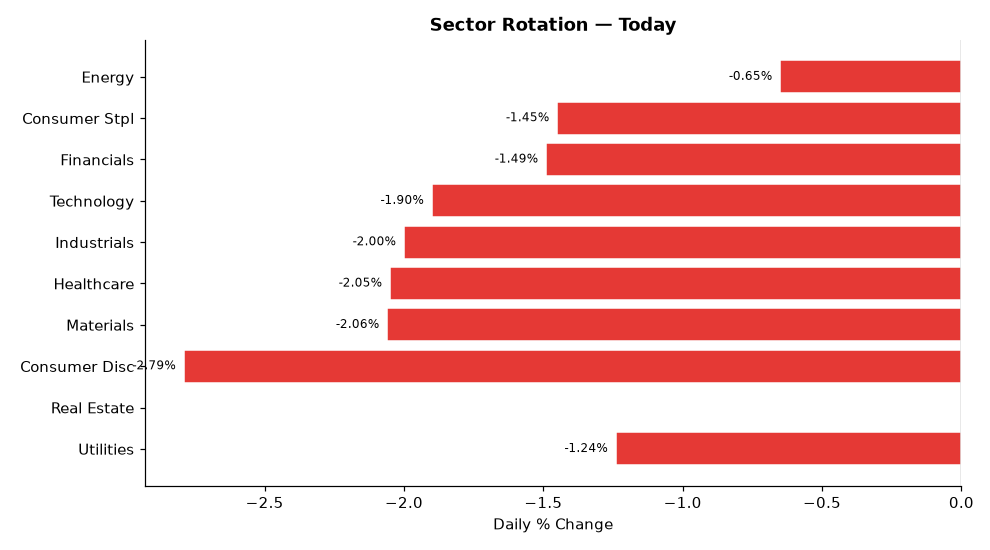 Sector Rotation — Today
Energy -0.65%
Consumer Stpl -1.45%
Financials -1.49%
Technology -1.90%
Industrials -2.00%
Healthcare -2.05%
Materials -2.06%
Consumer Disc -2.79%
Real Estate
Utilities -1.24%
−2.5 −2.0 −1.5 −1.0 −0.5 0.0
Daily % Change